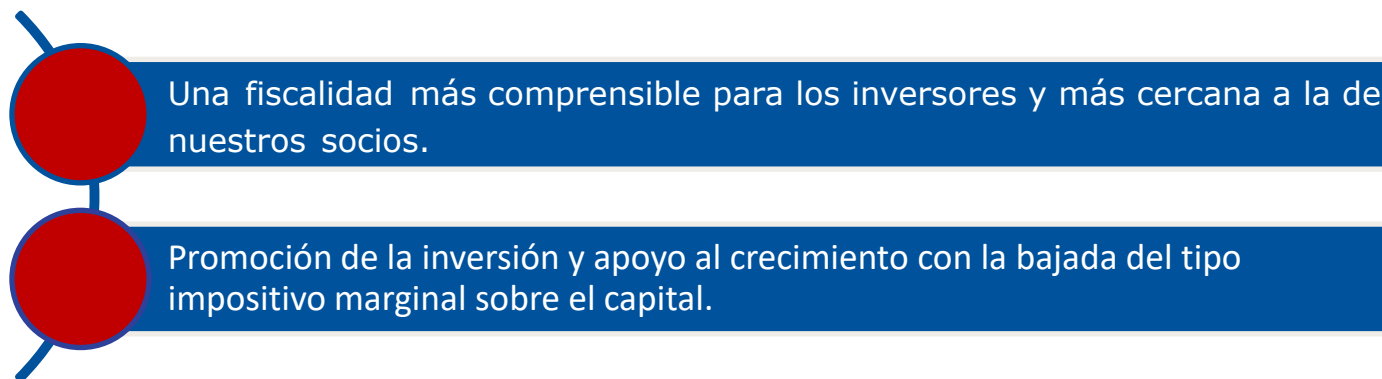 Una fiscalidad más comprensible para los inversores y más cercana a la de
nuestros socios.
Promoción de la inversión y apoyo al crecimiento con la bajada del tipo
impositivo marginal sobre el capital.